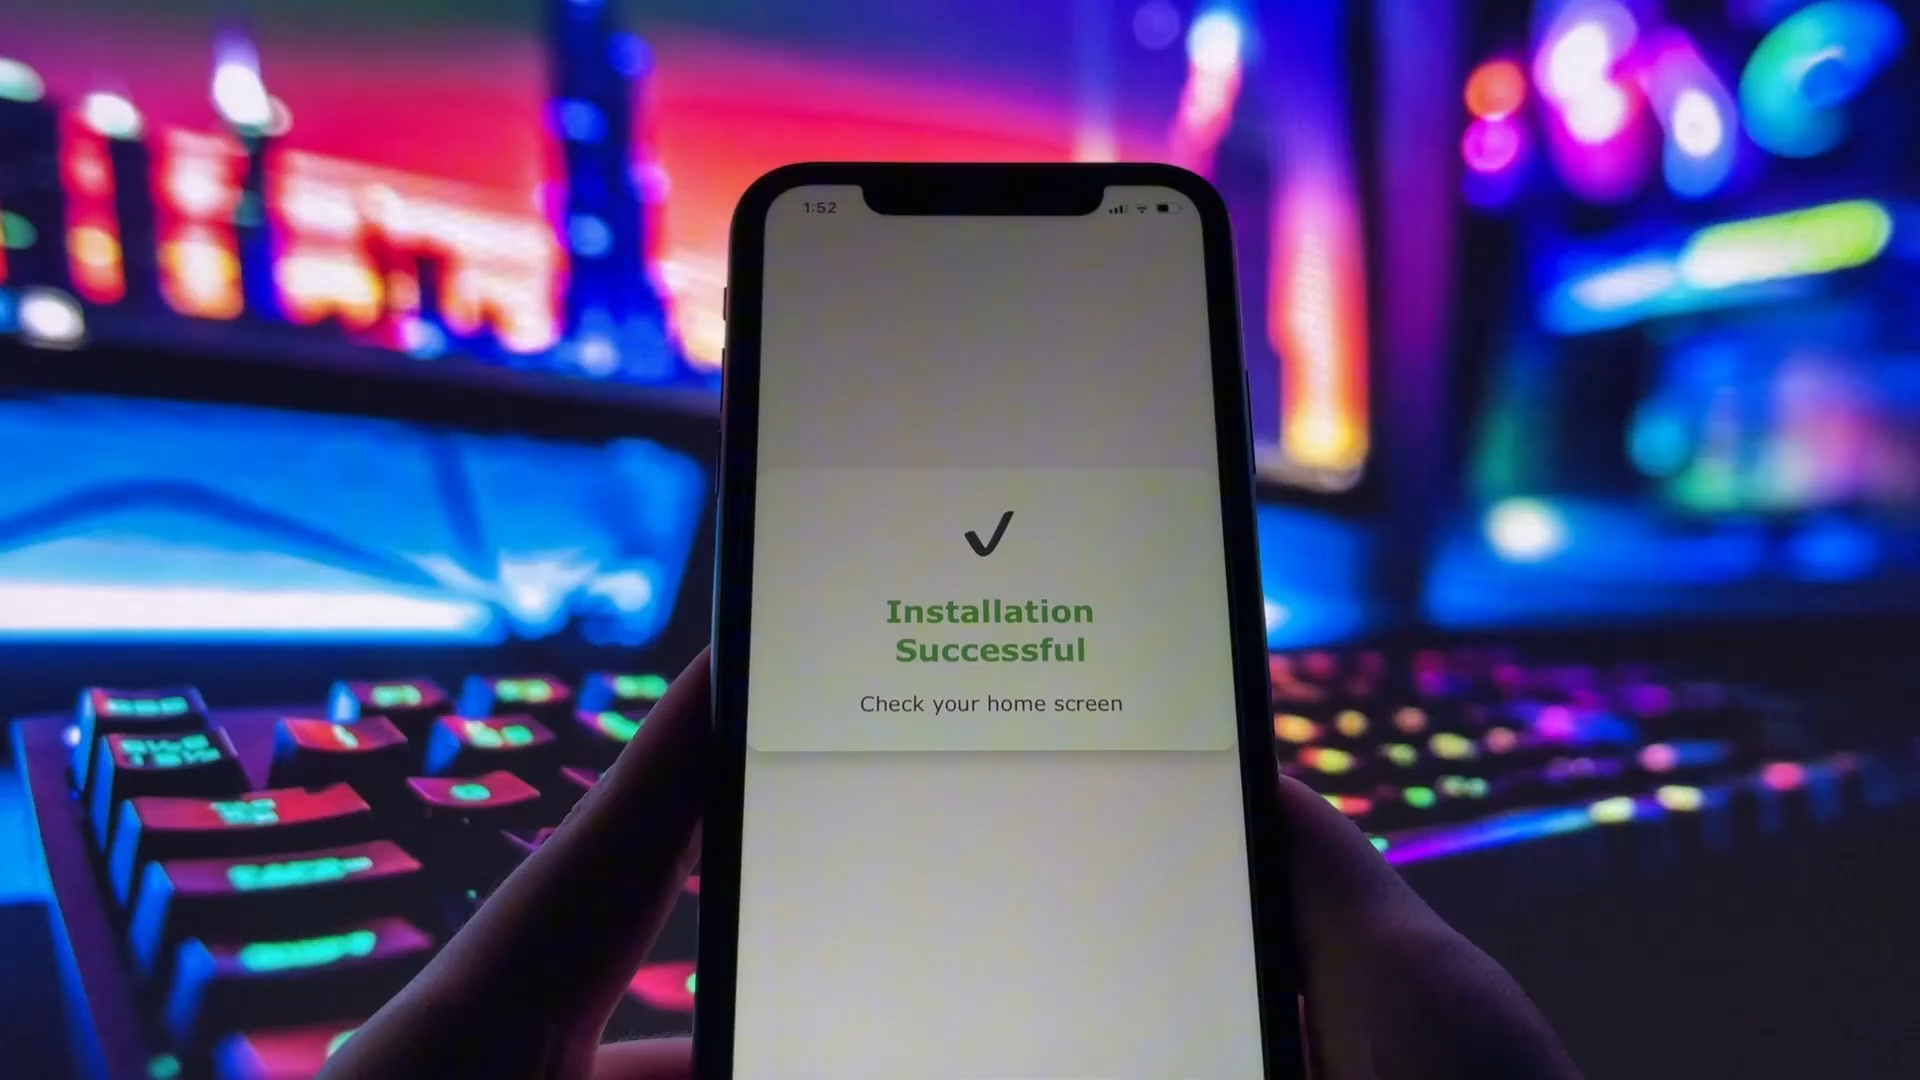 1:52
✓
Installation
Successful
Check your home screen